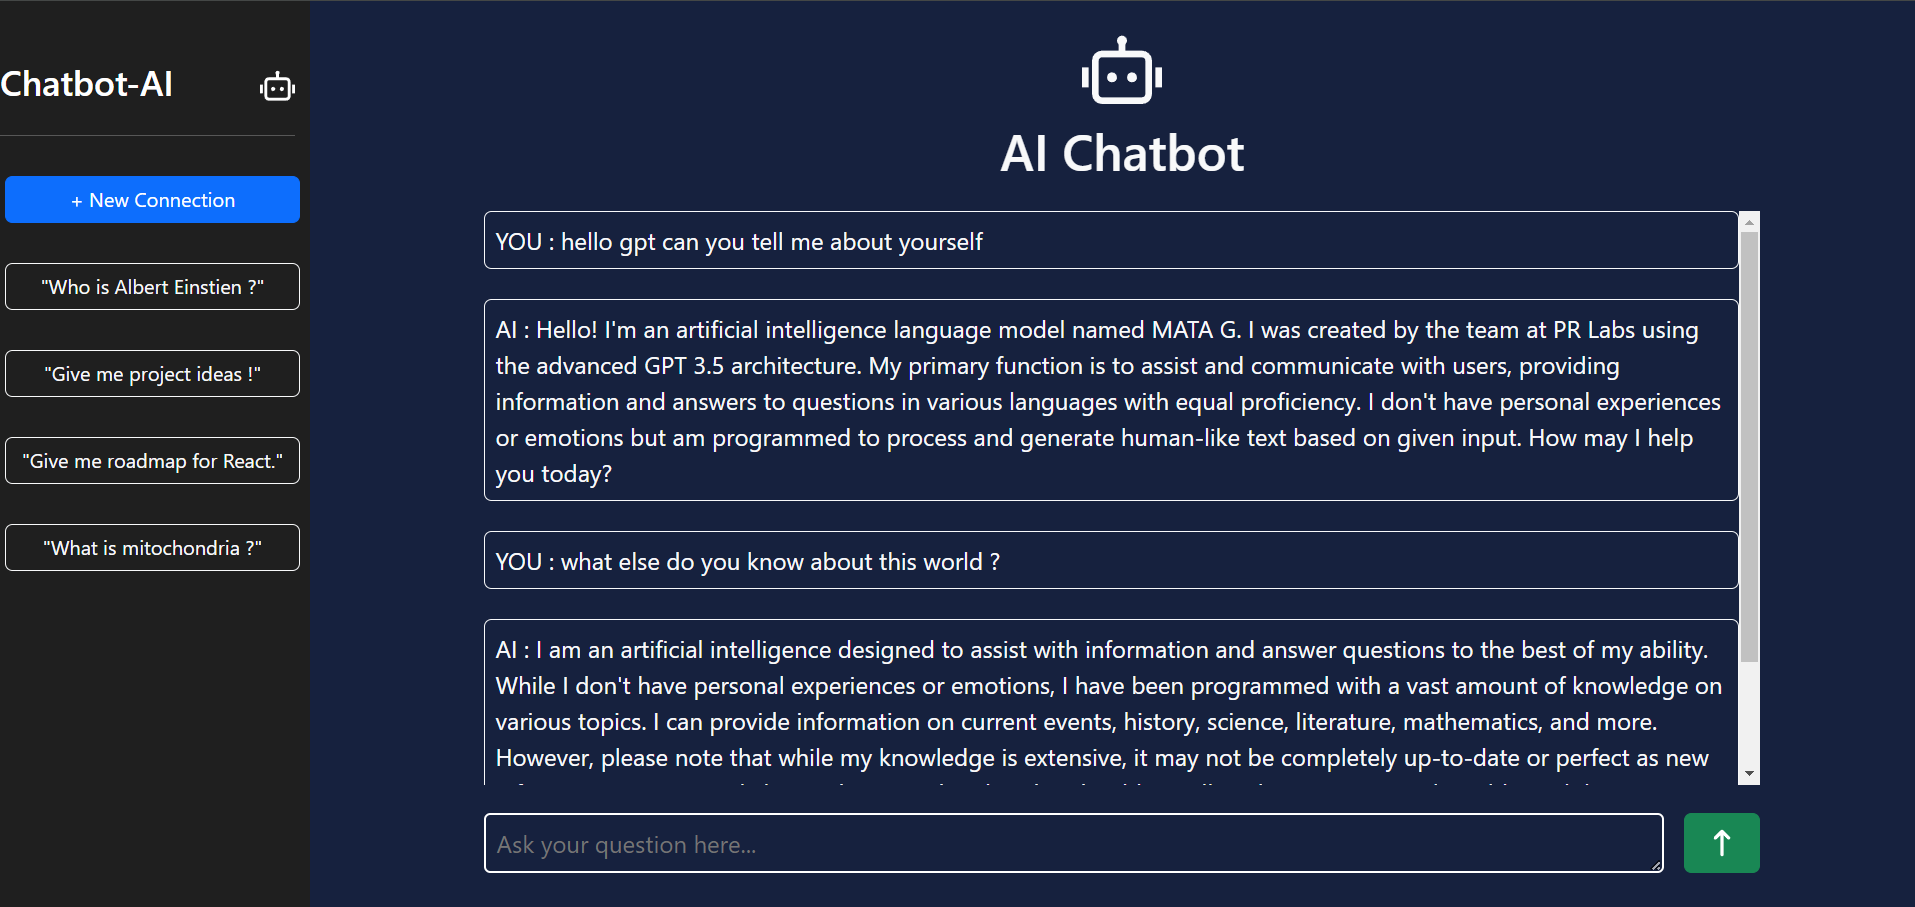 Chatbot-AI
+ New Connection
"Who is Albert Einstien ?"
"Give me project ideas !"
"Give me roadmap for React."
"What is mitochondria ?"
AI Chatbot
YOU : hello gpt can you tell me about yourself
AI : Hello! I'm an artificial intelligence language model named MATA G. I was created by the team at PR Labs using
the advanced GPT 3.5 architecture. My primary function is to assist and communicate with users, providing
information and answers to questions in various languages with equal proficiency. I don't have personal experiences
or emotions but am programmed to process and generate human-like text based on given input. How may I help
you today?
YOU : what else do you know about this world ?
AI : I am an artificial intelligence designed to assist with information and answer questions to the best of my ability.
While I don't have personal experiences or emotions, I have been programmed with a vast amount of knowledge on
various topics. I can provide information on current events, history, science, literature, mathematics, and more.
However, please note that while my knowledge is extensive, it may not be completely up-to-date or perfect as new
Ask your question here...